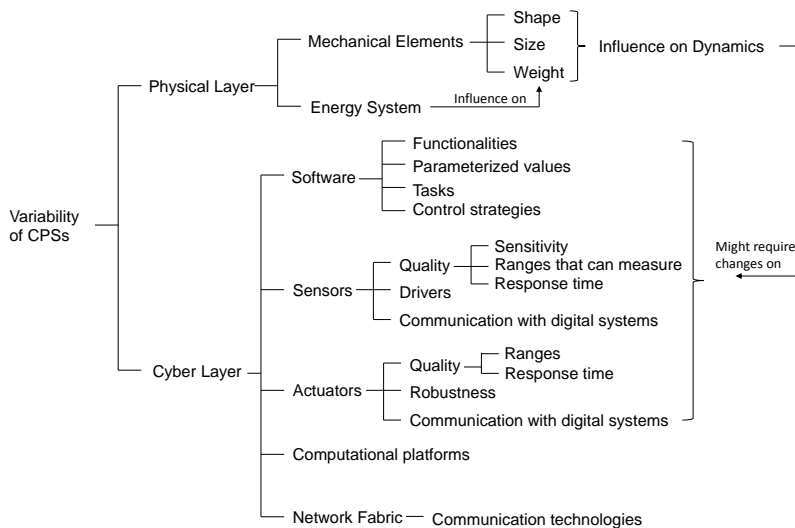 Shape
Mechanical Elements
Size
Influence on Dynamics
Weight
Physical Layer
Energy System
Influence on
Functionalities
Parameterized values
Software
Tasks
Control strategies
Variability
of CPSs
Sensitivity
Quality
Ranges that can measure
Response time
Might require
changes on
Sensors
Drivers
Communication with digital systems
Cyber Layer
Ranges
Quality
Response time
Actuators
Robustness
Communication with digital systems
Computational platforms
Network Fabric
Communication technologies